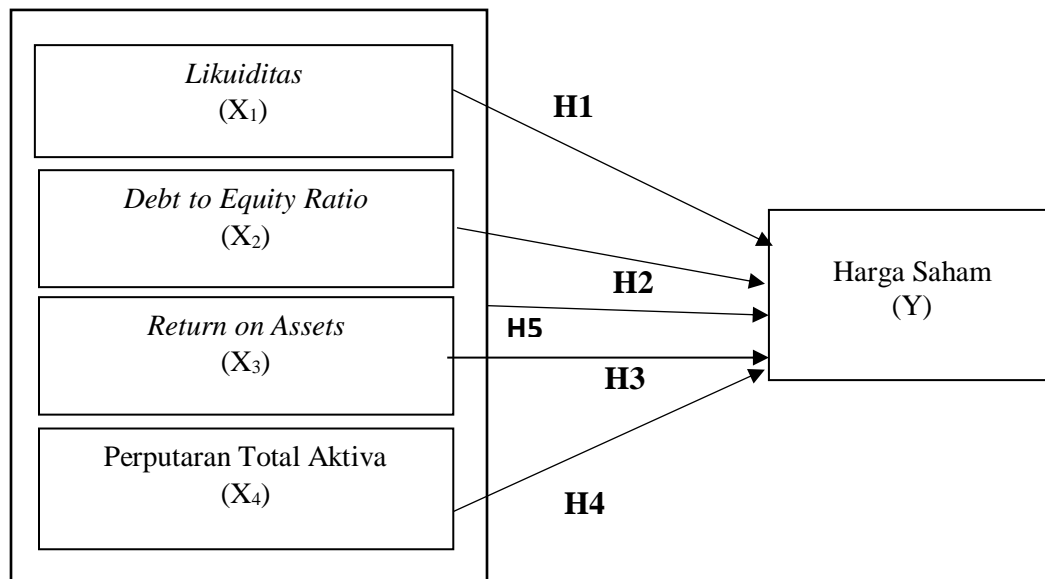 Likuiditas
(X₁)
H1
Debt to Equity Ratio
(X₂)
H2
Harga Saham
(Y)
Return on Assets
(X₃)
H5
H3
Perputaran Total Aktiva
(X₄)
H4